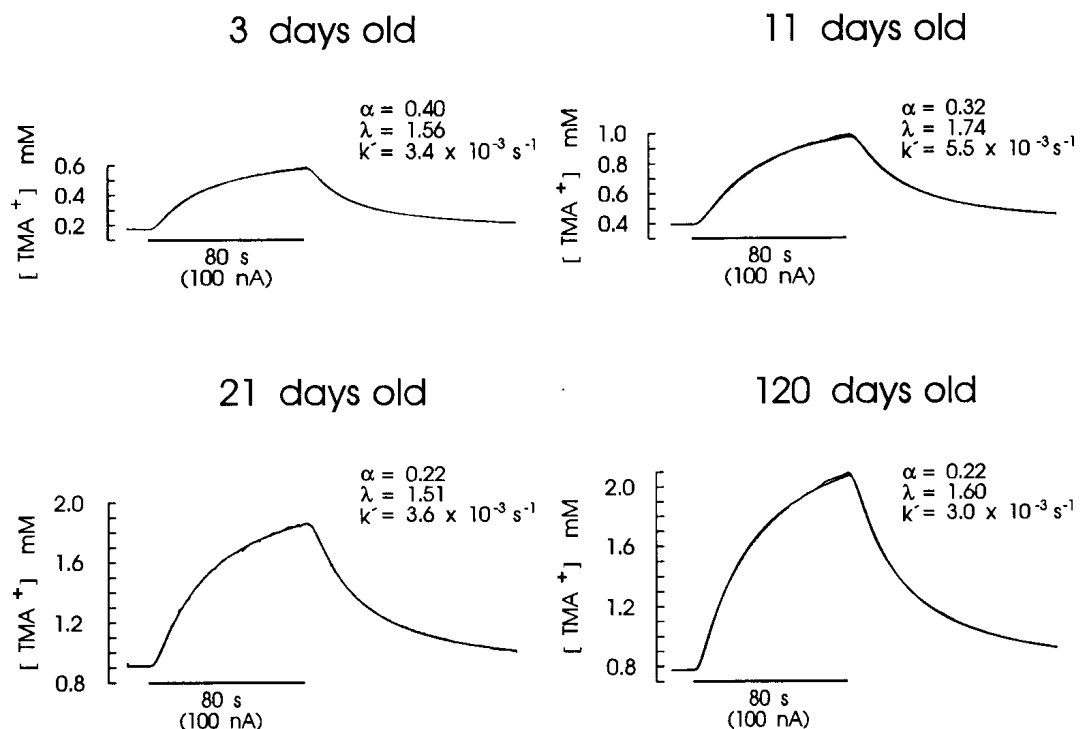 3 days old
α = 0.40
λ = 1.56
k′ = 3.4 x 10⁻³ s⁻¹
[ TMA⁺ ] mM
0.6
0.4
0.2
80 s
(100 nA)
11 days old
α = 0.32
λ = 1.74
k′ = 5.5 x 10⁻³ s⁻¹
[ TMA⁺ ] mM
1.0
0.8
0.6
0.4
80 s
(100 nA)
21 days old
α = 0.22
λ = 1.51
k′ = 3.6 x 10⁻³ s⁻¹
[ TMA⁺ ] mM
2.0
1.6
1.2
0.8
80 s
(100 nA)
120 days old
α = 0.22
λ = 1.60
k′ = 3.0 x 10⁻³ s⁻¹
[ TMA⁺ ] mM
2.0
1.6
1.2
0.8
80 s
(100 nA)